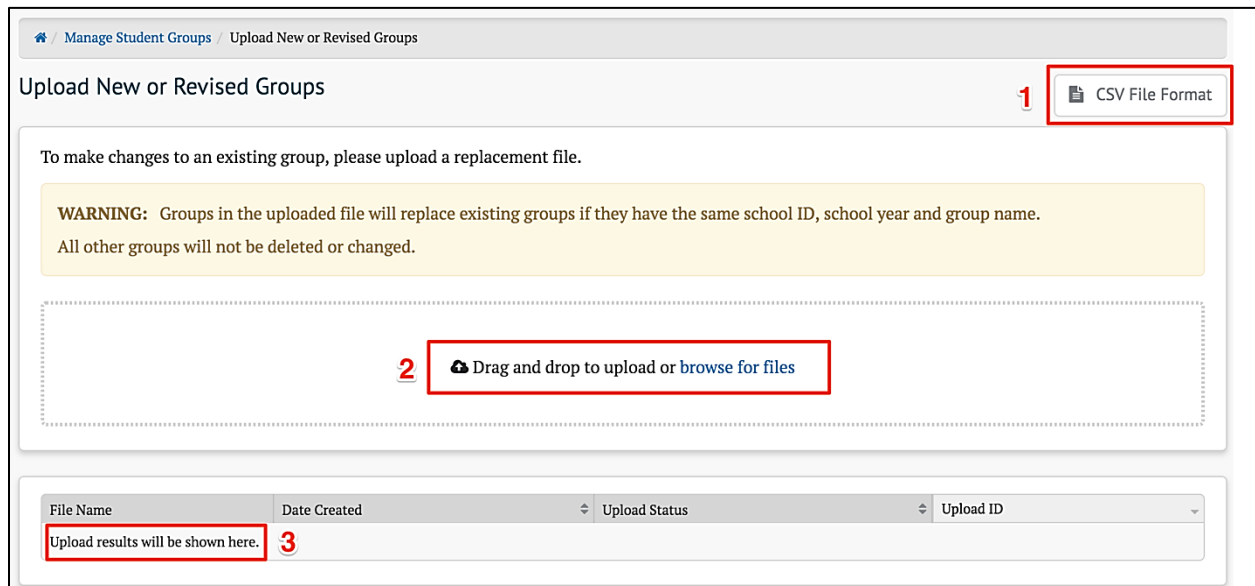 / Manage Student Groups / Upload New or Revised Groups
Upload New or Revised Groups
1
CSV File Format
To make changes to an existing group, please upload a replacement file.
WARNING: Groups in the uploaded file will replace existing groups if they have the same school ID, school year and group name.
All other groups will not be deleted or changed.
2
Drag and drop to upload or browse for files
File Name Date Created Upload Status Upload ID
Upload results will be shown here. 3